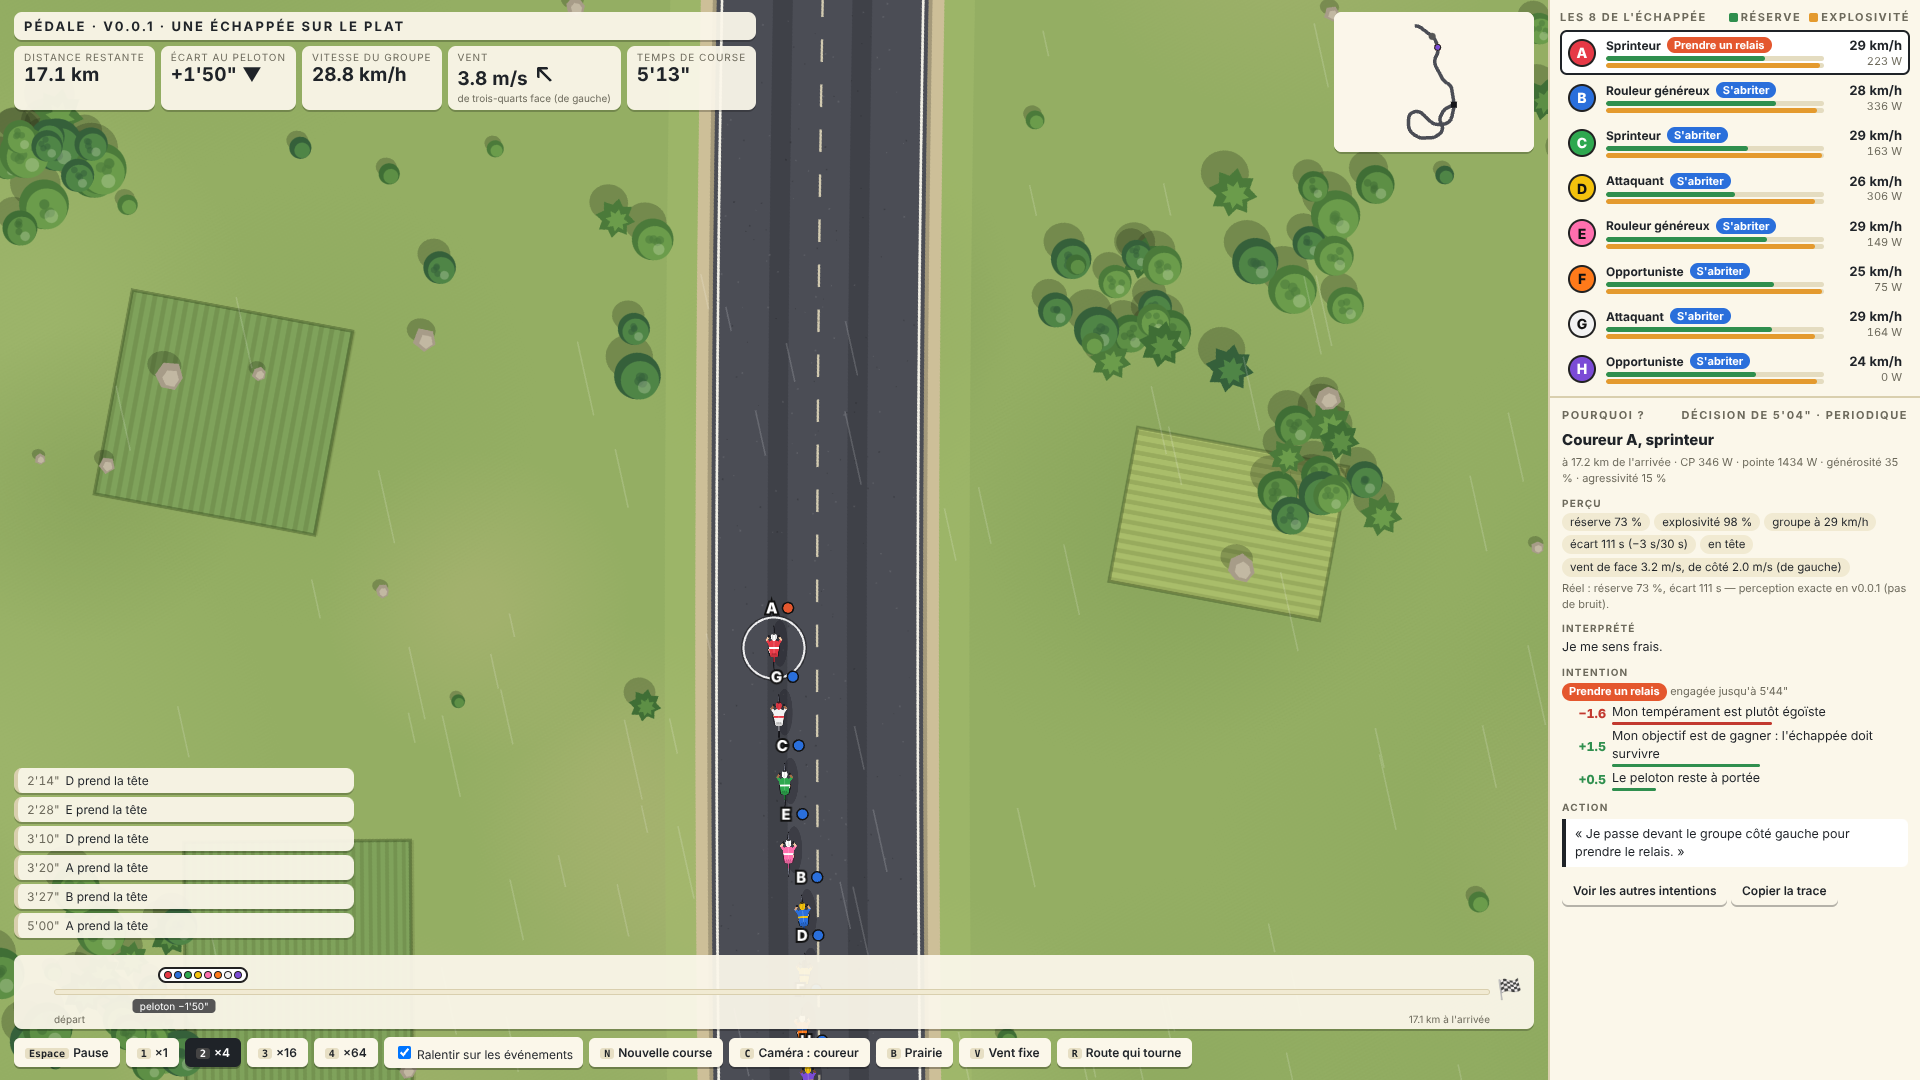 PÉDALE · V0.0.1 · UNE ÉCHAPPÉE SUR LE PLAT
DISTANCE RESTANTE
17.1 km
ÉCART AU PELOTON
+1'50" ▼
VITESSE DU GROUPE
28.8 km/h
VENT
3.8 m/s ↖
de trois-quarts face (de gauche)
TEMPS DE COURSE
5'13"
A
G
C
E
B
D
2'14" D prend la tête
2'28" E prend la tête
3'10" D prend la tête
3'20" A prend la tête
3'27" B prend la tête
5'00" A prend la tête
peloton −1'50"
départ
17.1 km à l'arrivée
Espace Pause
1 ×1
2 ×4
3 ×16
4 ×64
Ralentir sur les événements
N Nouvelle course
C Caméra : coureur
B Prairie
V Vent fixe
R Route qui tourne
LES 8 DE L'ÉCHAPPÉE
RÉSERVE
EXPLOSIVITÉ
A Sprinteur Prendre un relais 29 km/h
223 W
B Rouleur généreux S'abriter 28 km/h
336 W
C Sprinteur S'abriter 29 km/h
163 W
D Attaquant S'abriter 26 km/h
306 W
E Rouleur généreux S'abriter 29 km/h
149 W
F Opportuniste S'abriter 25 km/h
75 W
G Attaquant S'abriter 29 km/h
164 W
H Opportuniste S'abriter 24 km/h
0 W
POURQUOI ?
DÉCISION DE 5'04" · PERIODIQUE
Coureur A, sprinteur
à 17.2 km de l'arrivée · CP 346 W · pointe 1434 W · générosité 35
% · agressivité 15 %
PERÇU
réserve 73 %
explosivité 98 %
groupe à 29 km/h
écart 111 s (−3 s/30 s)
en tête
vent de face 3.2 m/s, de côté 2.0 m/s (de gauche)
Réel : réserve 73 %, écart 111 s — perception exacte en v0.0.1 (pas
de bruit).
INTERPRÉTÉ
Je me sens frais.
INTENTION
Prendre un relais engagée jusqu'à 5'44"
−1.6 Mon tempérament est plutôt égoïste
+1.5 Mon objectif est de gagner : l'échappée doit
survivre
+0.5 Le peloton reste à portée
ACTION
« Je passe devant le groupe côté gauche pour
prendre le relais. »
Voir les autres intentions
Copier la trace